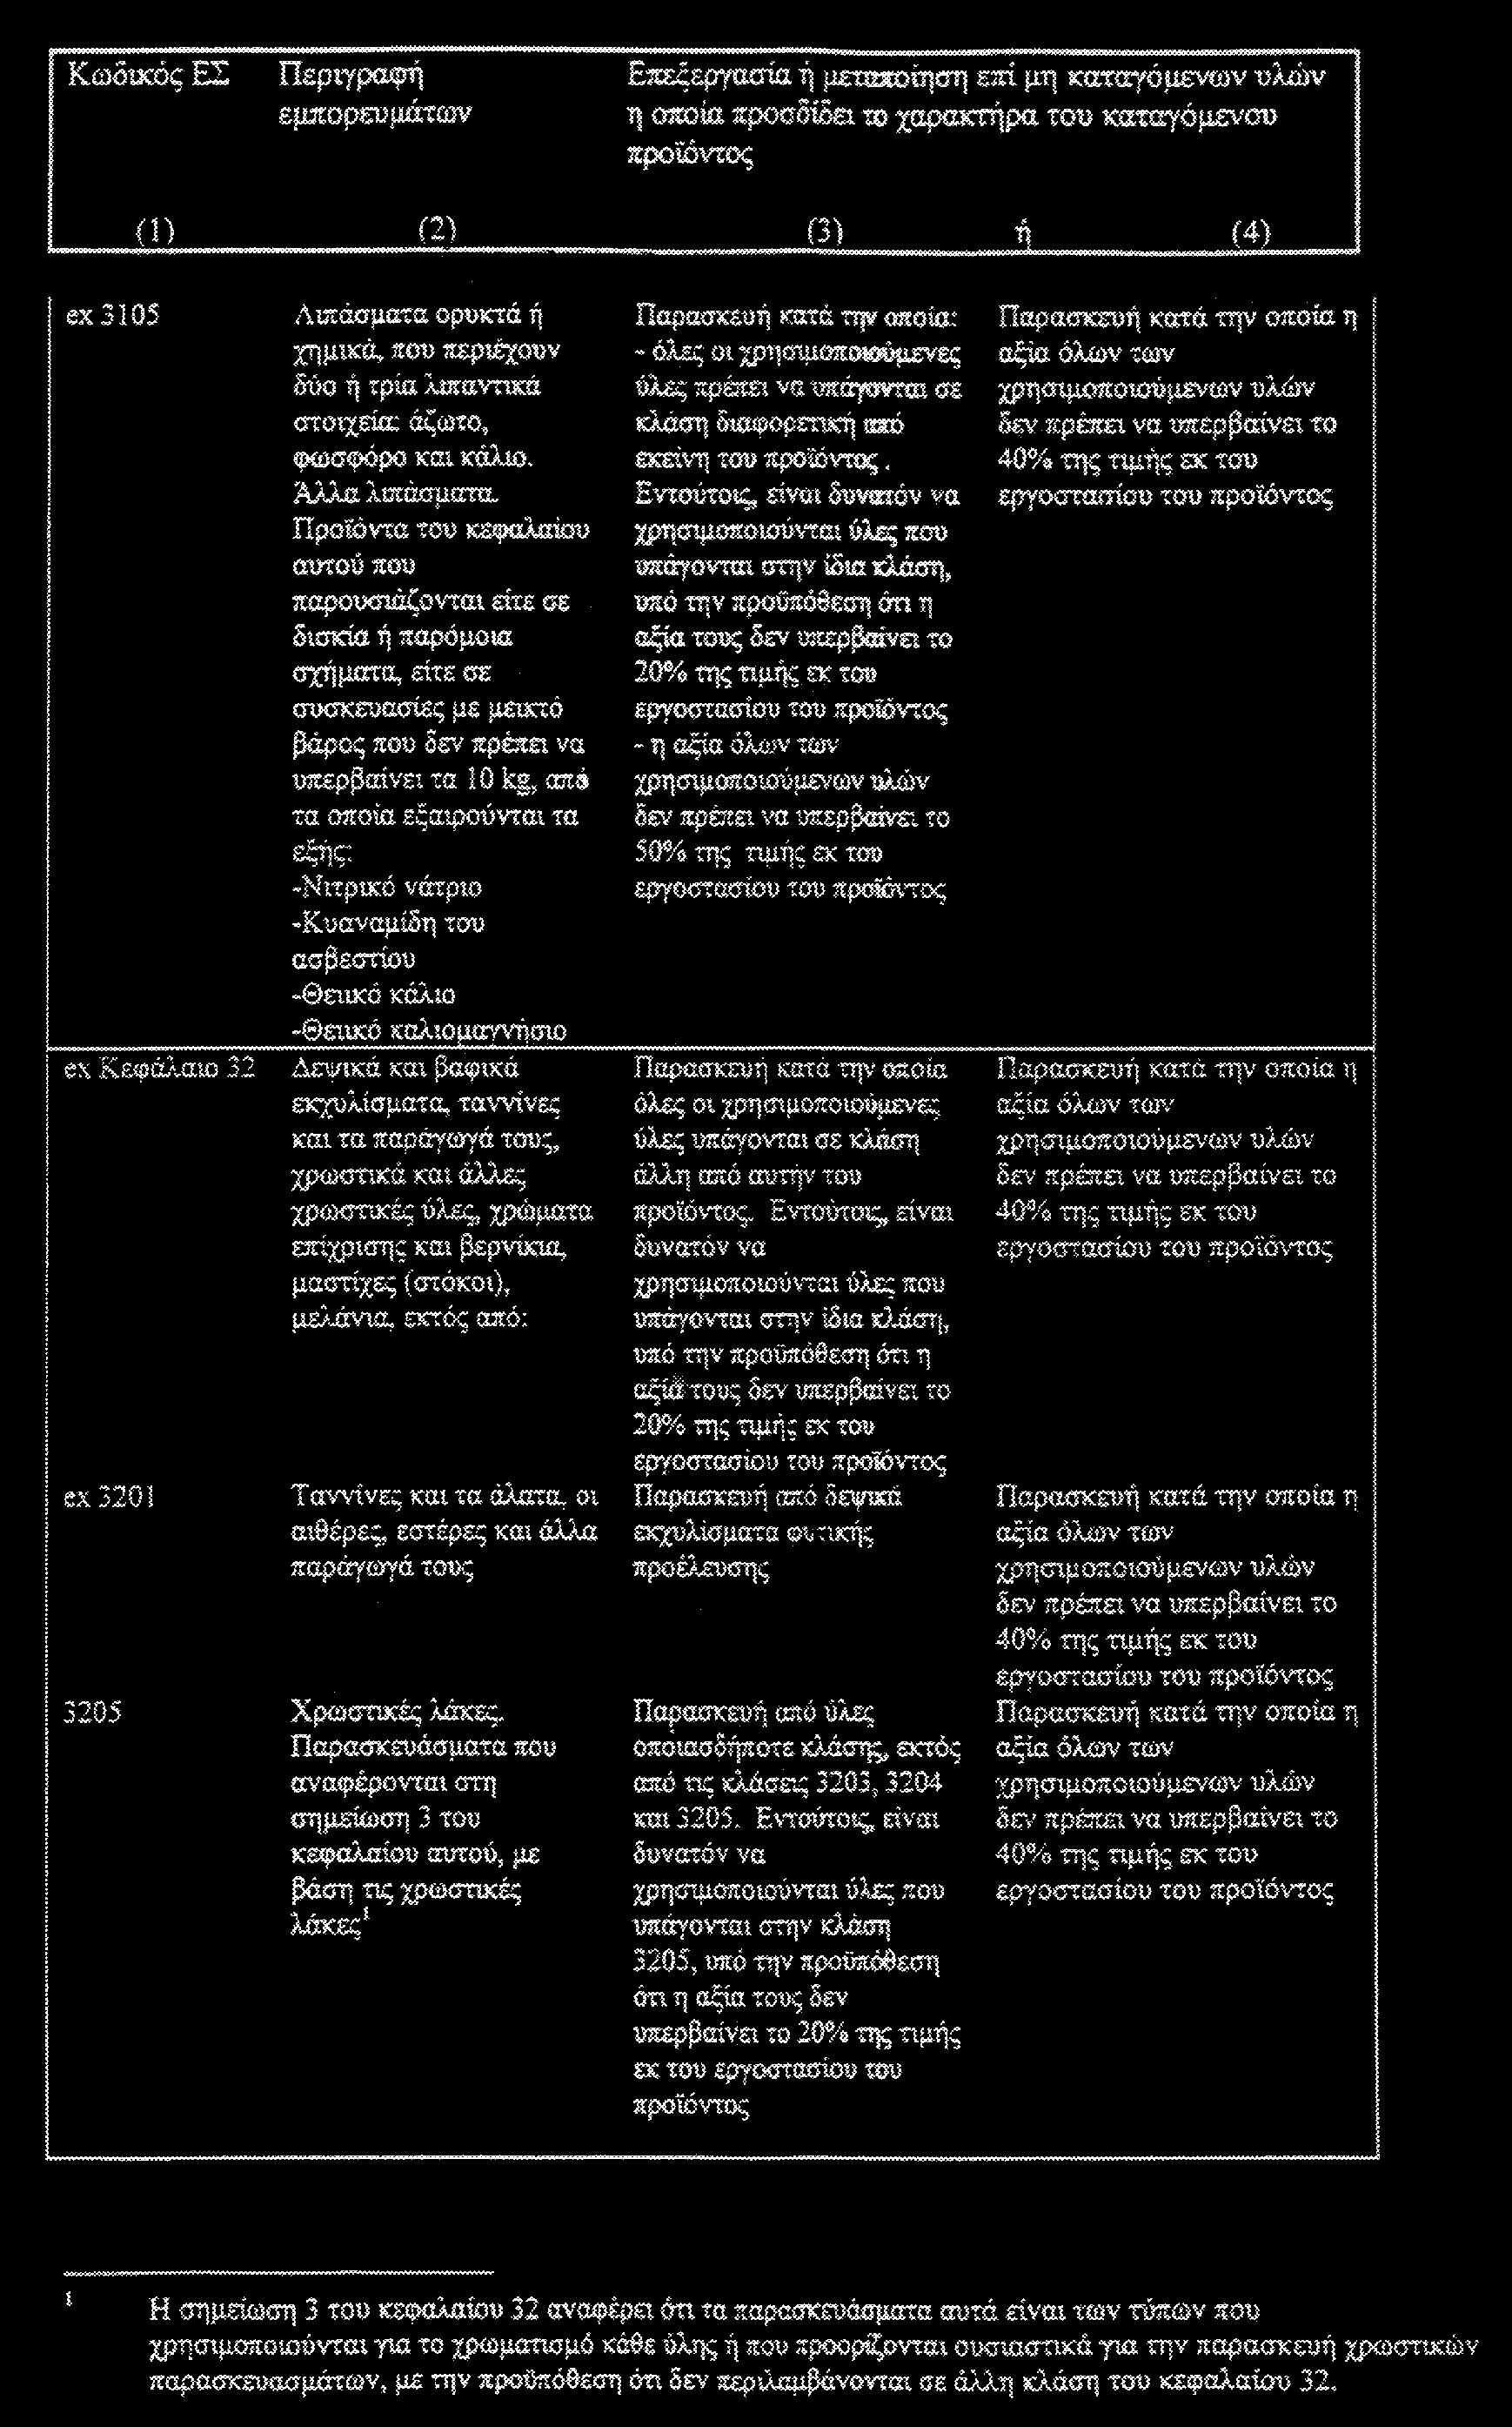 Κωδικός ΕΣ
Περιγραφή
εμπορευμάτων
Επεξεργασία ή μεταποίηση επί μη καταγόμενων υλών
η οποία προσδίδει το χαρακτήρα του καταγόμενου
προϊόντος
(1)
(2)
(3)
ή
(4)
ex 3105
Λιπάσματα ορυκτά ή
χημικά, που περιέχουν
δύο ή τρία λιπαντικά
στοιχεία: άζωτο,
φωσφόρο και κάλιο.
Άλλα λιπάσματα.
Προϊόντα του κεφαλαίου
αυτού που
παρουσιάζονται είτε σε
δισκία ή παρόμοια
σχήματα, είτε σε
συσκευασίες με μεικτό
βάρος που δεν πρέπει να
υπερβαίνει τα 10 kg, από
τα οποία εξαιρούνται τα
εξής:
-Νιτρικό νάτριο
-Κυαναμίδη του
ασβεστίου
-Θειικό κάλιο
-Θειικό καλιομαγνήσιο
Παρασκευή κατά την οποία:
- όλες οι χρησιμοποιούμενες
ύλες πρέπει να υπάγονται σε
κλάση διαφορετική από
εκείνη του προϊόντος.
Εντούτοις, είναι δυνατόν να
χρησιμοποιούνται ύλες που
υπάγονται στην ίδια κλάση,
υπό την προϋπόθεση ότι η
αξία τους δεν υπερβαίνει το
20% της τιμής εκ του
εργοστασίου του προϊόντος
- η αξία όλων των
χρησιμοποιούμενων υλών
δεν πρέπει να υπερβαίνει το
50% της τιμής εκ του
εργοστασίου του προϊόντος
Παρασκευή κατά την οποία η
αξία όλων των
χρησιμοποιούμενων υλών
δεν πρέπει να υπερβαίνει το
40% της τιμής εκ του
εργοστασίου του προϊόντος
ex Κεφάλαιο 32
Δεψικά και βαφικά
εκχυλίσματα, ταννίνες
και τα παράγωγά τους,
χρωστικά και άλλες
χρωστικές ύλες, χρώματα
επίχρισης και βερνίκια,
μαστίχες (στόκοι),
μελάνια, εκτός από:
Παρασκευή κατά την οποία
όλες οι χρησιμοποιούμενες
ύλες υπάγονται σε κλάση
άλλη από αυτήν του
προϊόντος. Εντούτοις, είναι
δυνατόν να
χρησιμοποιούνται ύλες που
υπάγονται στην ίδια κλάση,
υπό την προϋπόθεση ότι η
αξία τους δεν υπερβαίνει το
20% της τιμής εκ του
εργοστασίου του προϊόντος
Παρασκευή κατά την οποία η
αξία όλων των
χρησιμοποιούμενων υλών
δεν πρέπει να υπερβαίνει το
40% της τιμής εκ του
εργοστασίου του προϊόντος
ex 3201
Ταννίνες και τα άλατα, οι
αιθέρες, εστέρες και άλλα
παράγωγά τους
Παρασκευή από δεψικά
εκχυλίσματα φυτικής
προέλευσης
Παρασκευή κατά την οποία η
αξία όλων των
χρησιμοποιούμενων υλών
δεν πρέπει να υπερβαίνει το
40% της τιμής εκ του
εργοστασίου του προϊόντος
3205
Χρωστικές λάκες.
Παρασκευάσματα που
αναφέρονται στη
σημείωση 3 του
κεφαλαίου αυτού, με
βάση τις χρωστικές
λάκες¹
Παρασκευή από ύλες
οποιασδήποτε κλάσης, εκτός
από τις κλάσεις 3203, 3204
και 3205. Εντούτοις, είναι
δυνατόν να
χρησιμοποιούνται ύλες που
υπάγονται στην κλάση
3205, υπό την προϋπόθεση
ότι η αξία τους δεν
υπερβαίνει το 20% της τιμής
εκ του εργοστασίου του
προϊόντος
Παρασκευή κατά την οποία η
αξία όλων των
χρησιμοποιούμενων υλών
δεν πρέπει να υπερβαίνει το
40% της τιμής εκ του
εργοστασίου του προϊόντος
1 Η σημείωση 3 του κεφαλαίου 32 αναφέρει ότι τα παρασκευάσματα αυτά είναι των τύπων που
χρησιμοποιούνται για το χρωματισμό κάθε ύλης ή που προορίζονται ουσιαστικά για την παρασκευή χρωστικών
παρασκευασμάτων, με την προϋπόθεση ότι δεν περιλαμβάνονται σε άλλη κλάση του κεφαλαίου 32.